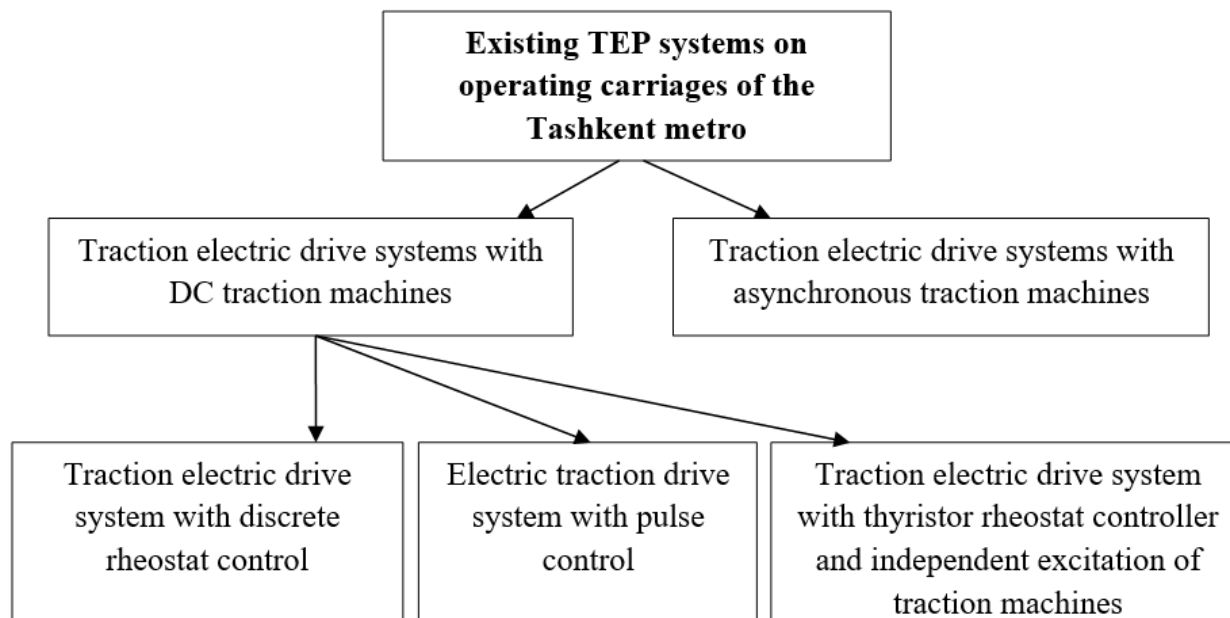 Existing TEP systems on
operating carriages of the
Tashkent metro
Traction electric drive systems with
DC traction machines
Traction electric drive systems with
asynchronous traction machines
Traction electric drive
system with discrete
rheostat control
Electric traction drive
system with pulse
control
Traction electric drive system
with thyristor rheostat controller
and independent excitation of
traction machines